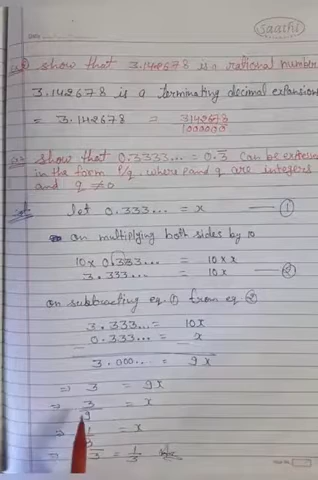 Saathi
show that 3.142678 is a rational number
3.142678 is a terminating decimal expansion
= 3.142678 = 3142678/1000000
show that 0.3333... = 0.3̅ can be expressed
in the form p/q, where p and q are integers
and q ≠ 0
let 0.333... = x — ①
on multiplying both sides by 10
10 x 0.333... = 10 x x
3.333... = 10x — ②
on subtracting eq. ① from eq ②
3.333... = 10x
- 0.333... = x
3.000.. = 9x
⇒ 3 = 9x
⇒ 3/9 = x
⇒ 1/3 = x
⇒ 3 = 1/3